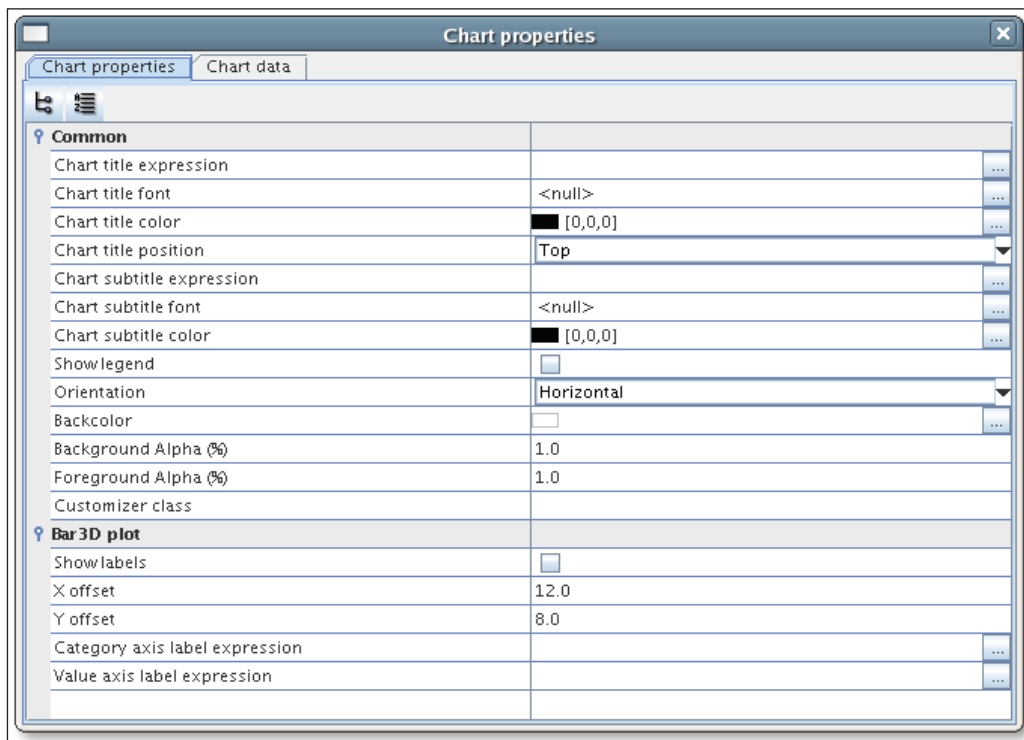 Chart properties
Chart properties Chart data
Common
Chart title expression ...
Chart title font <null> ...
Chart title color [0,0,0] ...
Chart title position Top
Chart subtitle expression ...
Chart subtitle font <null> ...
Chart subtitle color [0,0,0] ...
Show legend
Orientation Horizontal
Backcolor ...
Background Alpha (%) 1.0
Foreground Alpha (%) 1.0
Customizer class
Bar3D plot
Show labels
X offset 12.0
Y offset 8.0
Category axis label expression ...
Value axis label expression ...